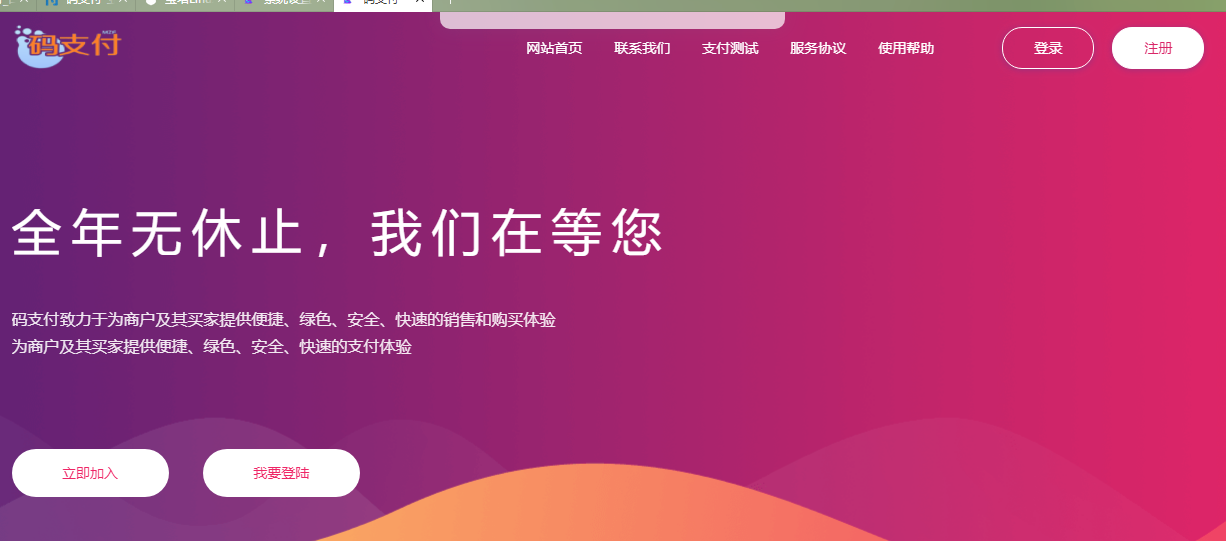 码支付
网站首页 联系我们 支付测试 服务协议 使用帮助 登录 注册
全年无休止，我们在等您
码支付致力于为商户及其买家提供便捷、绿色、安全、快速的销售和购买体验
为商户及其买家提供便捷、绿色、安全、快速的支付体验
立即加入 我要登陆